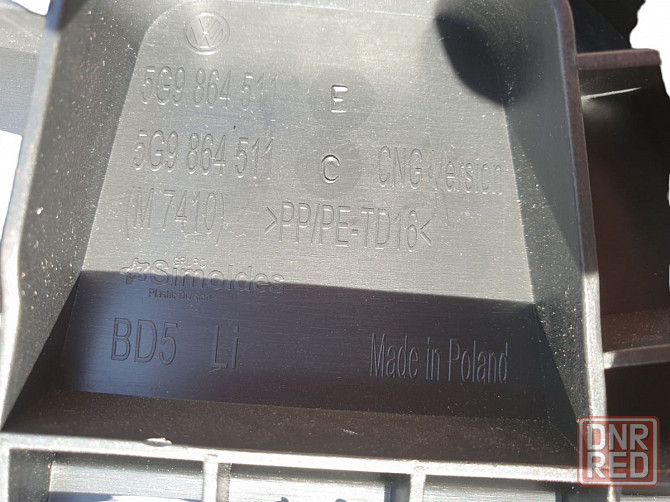 5G9 864 511 E
5G9 864 511 C CNG Version
(M 7410) >PP/PE-TD16<
Simoldes
BD5 Li Made in Poland
DNR
RED